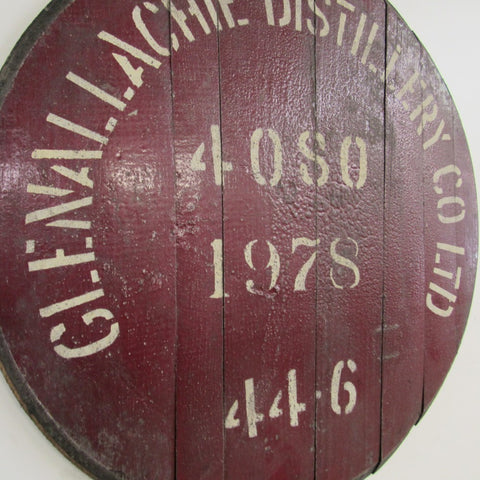 GLENALLACHIE DISTILLERY CO LTD
4080
1978
44·6